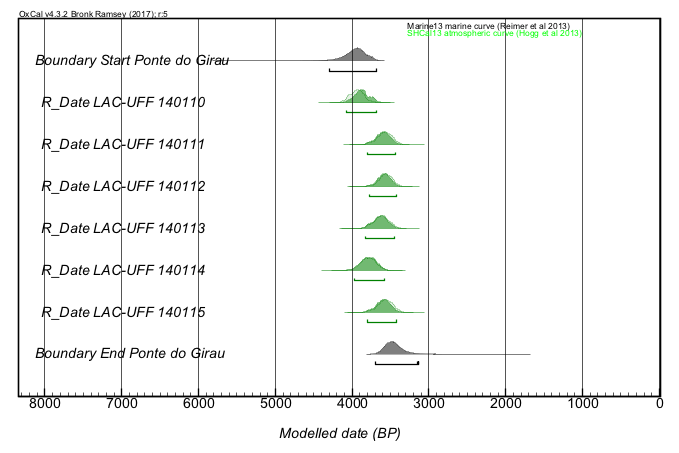 OxCal v4.3.2 Bronk Ramsey (2017); r:5
Marine13 marine curve (Reimer et al 2013)
SHCal13 atmospheric curve (Hogg et al 2013)
Boundary Start Ponte do Girau
R_Date LAC-UFF 140110
R_Date LAC-UFF 140111
R_Date LAC-UFF 140112
R_Date LAC-UFF 140113
R_Date LAC-UFF 140114
R_Date LAC-UFF 140115
Boundary End Ponte do Girau
8000 7000 6000 5000 4000 3000 2000 1000 0
Modelled date (BP)